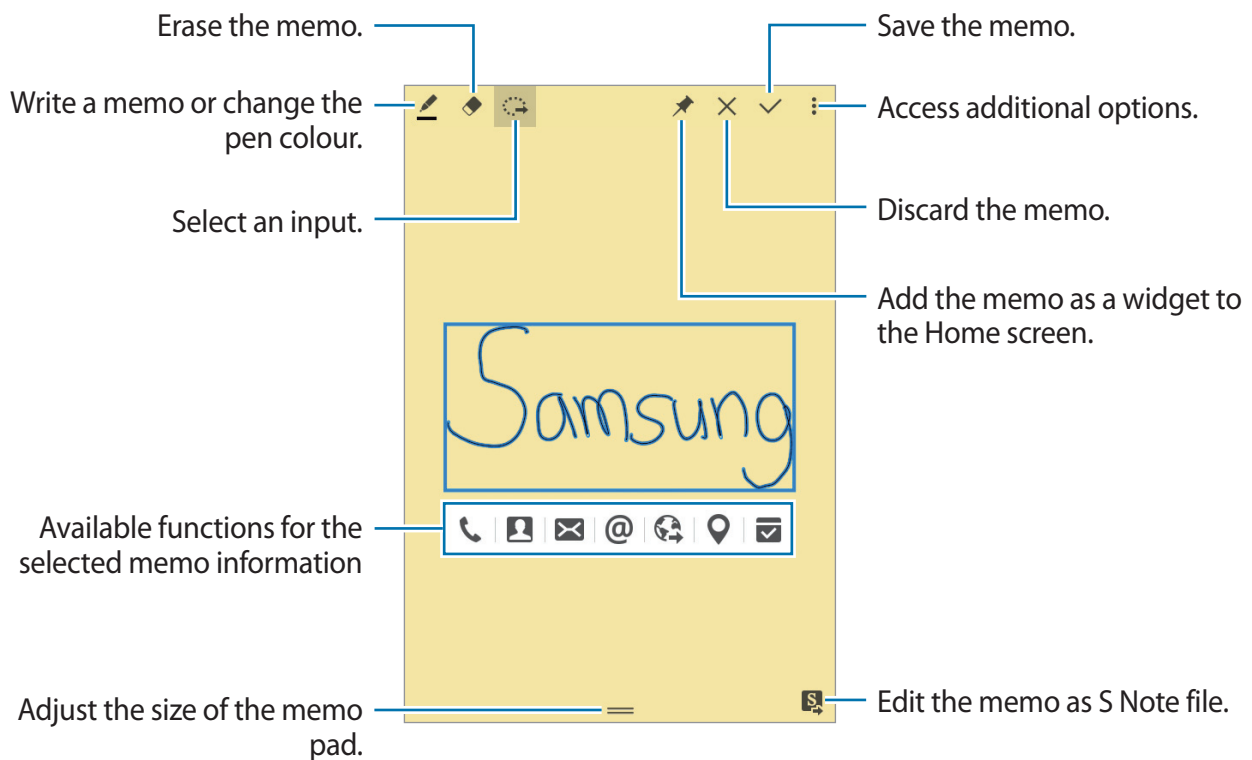 Erase the memo.
Save the memo.
Write a memo or change the
pen colour.
Access additional options.
Select an input.
Discard the memo.
Add the memo as a widget to
the Home screen.
Samsung
Available functions for the
selected memo information
@
S
Edit the memo as S Note file.
Adjust the size of the memo
pad.